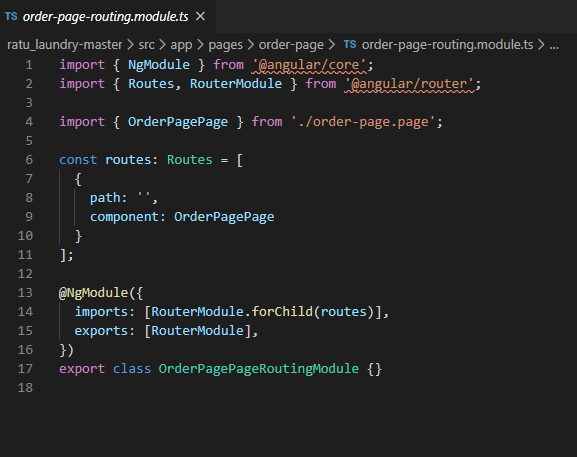 TS order-page-routing.module.ts ×
ratu_laundry-master > src > app > pages > order-page > TS order-page-routing.module.ts > ...
1 import { NgModule } from '@angular/core';
2 import { Routes, RouterModule } from '@angular/router';
3
4 import { OrderPagePage } from './order-page.page';
5
6 const routes: Routes = [
7 {
8 path: '',
9 component: OrderPagePage
10 }
11 ];
12
13 @NgModule({
14 imports: [RouterModule.forChild(routes)],
15 exports: [RouterModule],
16 })
17 export class OrderPagePageRoutingModule {}
18